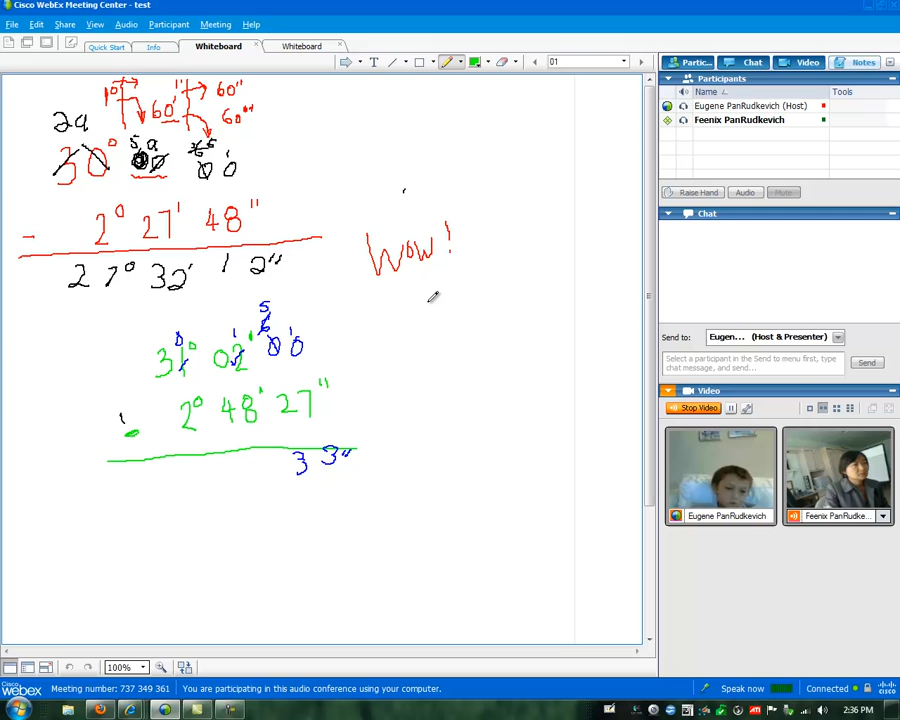 Cisco WebEx Meeting Center - test
File Edit Share View Audio Participant Meeting Help
Quick Start Info Whiteboard Whiteboard
T 01
Partic... Chat Video Notes
Participants
Name Tools
Eugene PanRudkevich (Host)
Feenix PanRudkevich
Raise Hand Audio Mute
Chat
Send to: Eugen... (Host & Presenter)
Select a participant in the Send to menu first, type chat message, and send...
Send
Video
Stop Video
Eugene PanRudkevich
Feenix PanRudke...
1° 60' 60"
60"'
29
30° 00 00
- 2° 27' 48"
27° 32' 12"
Wow!
31° 02' 00
- 2° 48' 27"
33"
100%
cisco webex Meeting number: 737 349 361 You are participating in this audio conference using your computer. Speak now Connected
2:36 PM